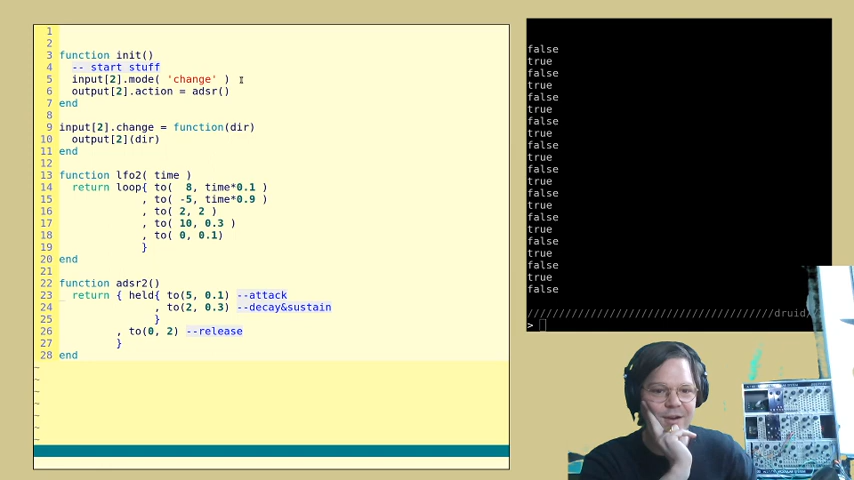 1
2
3 function init()
4 -- start stuff
5 input[2].mode( 'change' )
6 output[2].action = adsr()
7 end
8
9 input[2].change = function(dir)
10 output[2](dir)
11 end
12
13 function lfo2( time )
14 return loop{ to( 8, time*0.1 )
15 , to( -5, time*0.9 )
16 , to( 2, 2 )
17 , to( 10, 0.3 )
18 , to( 0, 0.1)
19 }
20 end
21
22 function adsr2()
23 return { held{ to(5, 0.1) --attack
24 , to(2, 0.3) --decay&sustain
25 }
26 , to(0, 2) --release
27 }
28 end
~
~
~
~
~
~
~
false
true
false
true
false
true
false
true
false
true
false
true
false
true
false
true
false
true
false
true
false
/////////////////////////////////////////druid/
>